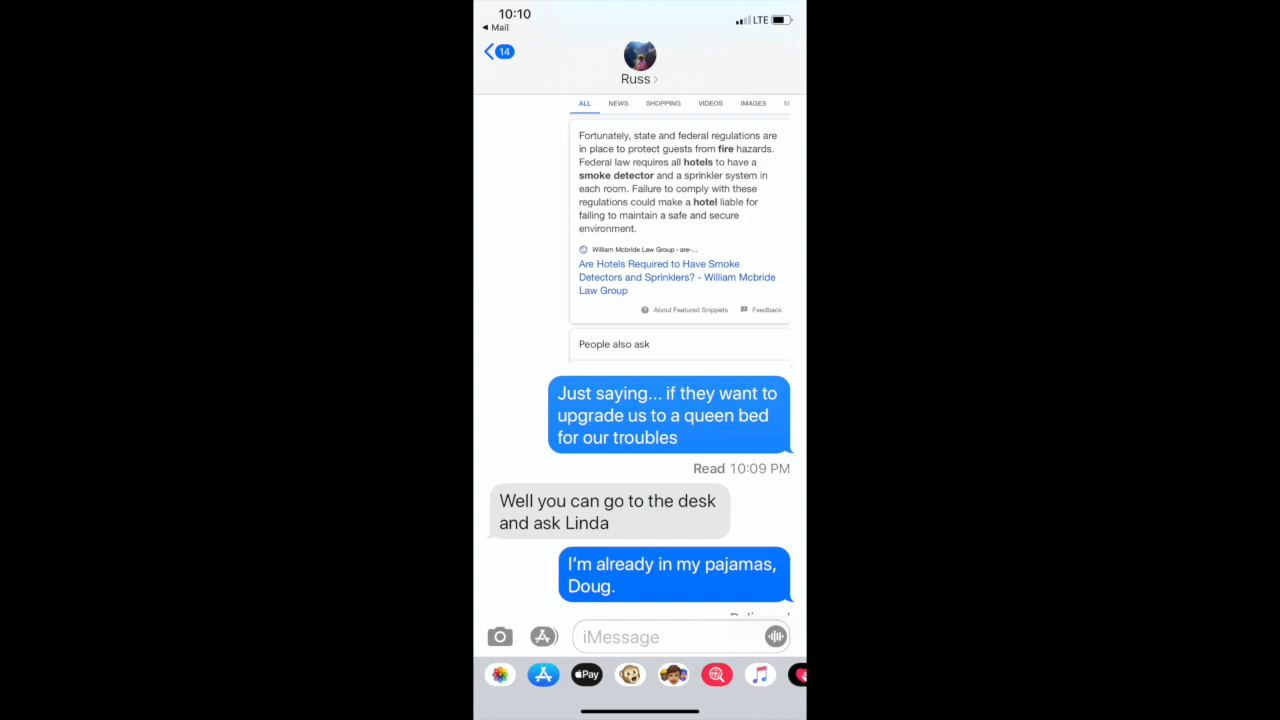 10:10
LTE
Mail
14
Russ
ALL NEWS SHOPPING VIDEOS IMAGES M
Fortunately, state and federal regulations are
in place to protect guests from fire hazards.
Federal law requires all hotels to have a
smoke detector and a sprinkler system in
each room. Failure to comply with these
regulations could make a hotel liable for
failing to maintain a safe and secure
environment.
William Mcbride Law Group - are-...
Are Hotels Required to Have Smoke
Detectors and Sprinklers? - William Mcbride
Law Group
About Featured Snippets Feedback
People also ask
Just saying... if they want to
upgrade us to a queen bed
for our troubles
Read 10:09 PM
Well you can go to the desk
and ask Linda
I'm already in my pajamas,
Doug.
iMessage
Pay